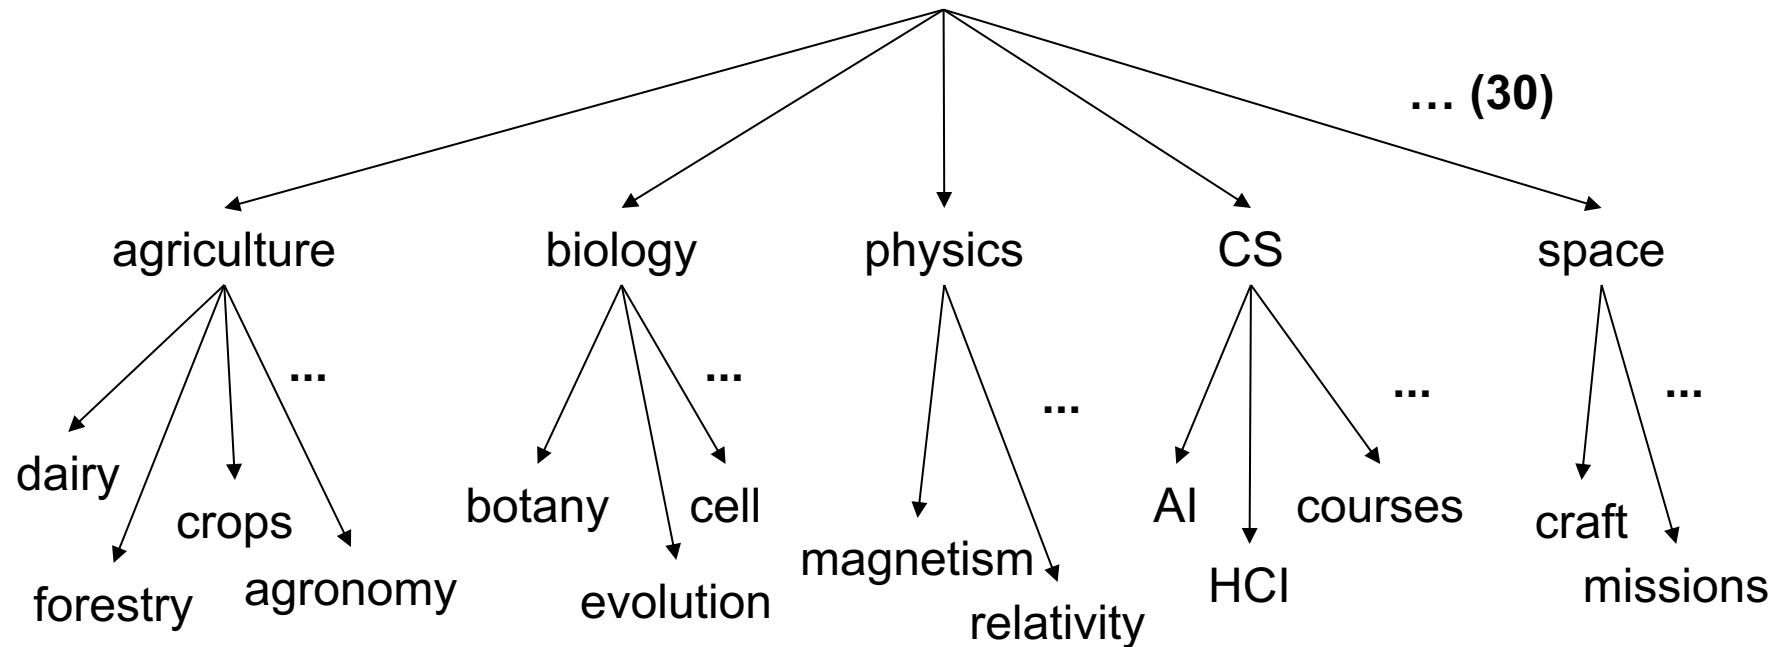 ... (30)
agriculture biology physics CS space
... ... ... ... ...
dairy botany cell AI courses craft
crops magnetism HCI missions
forestry agronomy evolution relativity